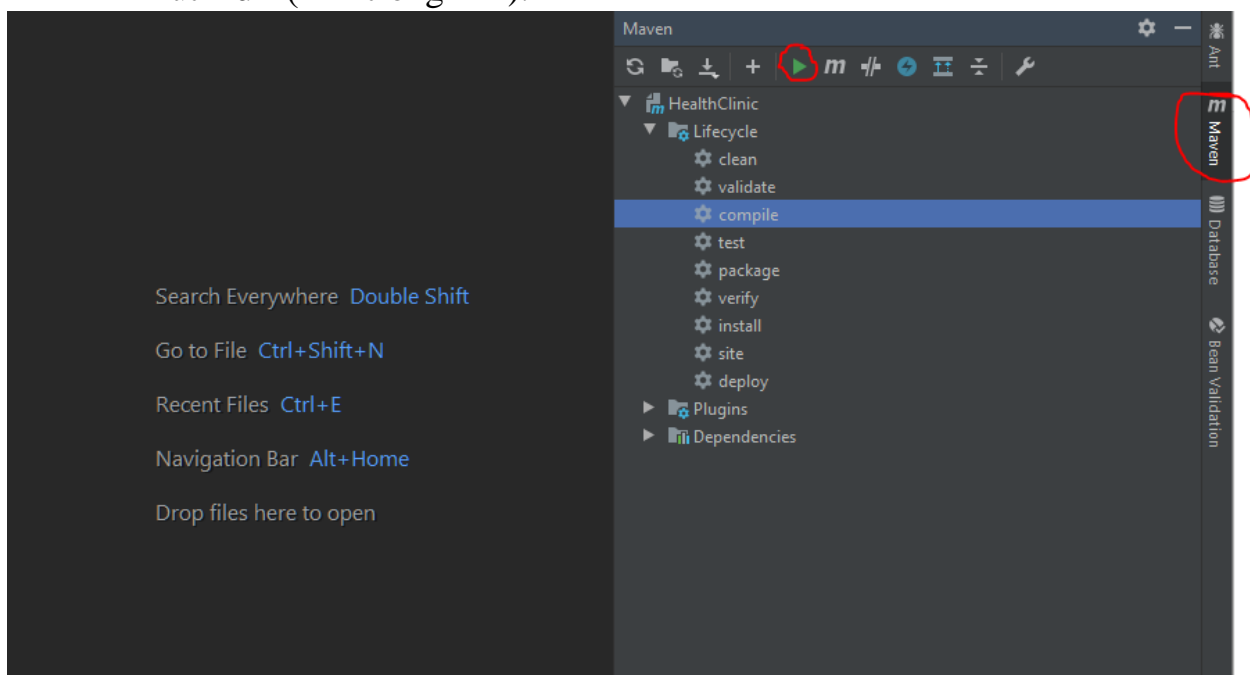 Maven
Ant
m
HealthClinic
m
Lifecycle
Maven
clean
validate
compile
test
Database
package
Search Everywhere Double Shift
verify
install
Go to File Ctrl+Shift+N
site
Bean Validation
deploy
Recent Files Ctrl+E
Plugins
Dependencies
Navigation Bar Alt+Home
Drop files here to open